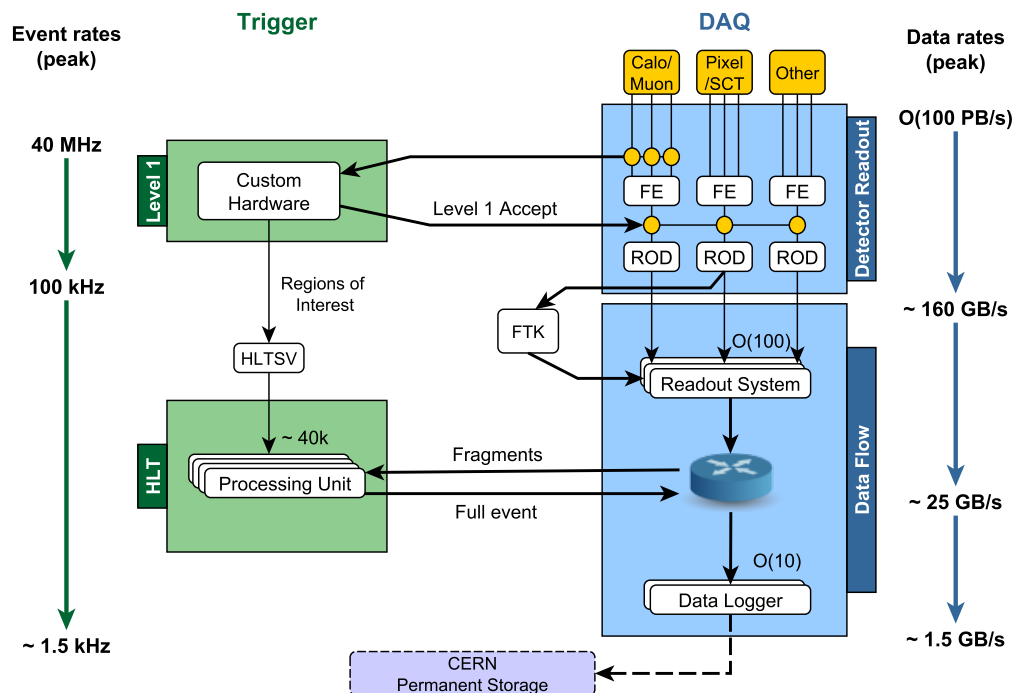 Event rates
(peak)
Trigger
DAQ
Data rates
(peak)
Calo/
Muon
Pixel
/SCT
Other
40 MHz
O(100 PB/s)
Level 1
Custom
Hardware
FE
FE
FE
Detector Readout
Level 1 Accept
ROD
ROD
ROD
100 kHz
Regions of
Interest
~ 160 GB/s
FTK
O(100)
HLTSV
Readout System
~ 40k
HLT
Processing Unit
Fragments
Full event
Data Flow
~ 25 GB/s
O(10)
Data Logger
~ 1.5 kHz
~ 1.5 GB/s
CERN
Permanent Storage